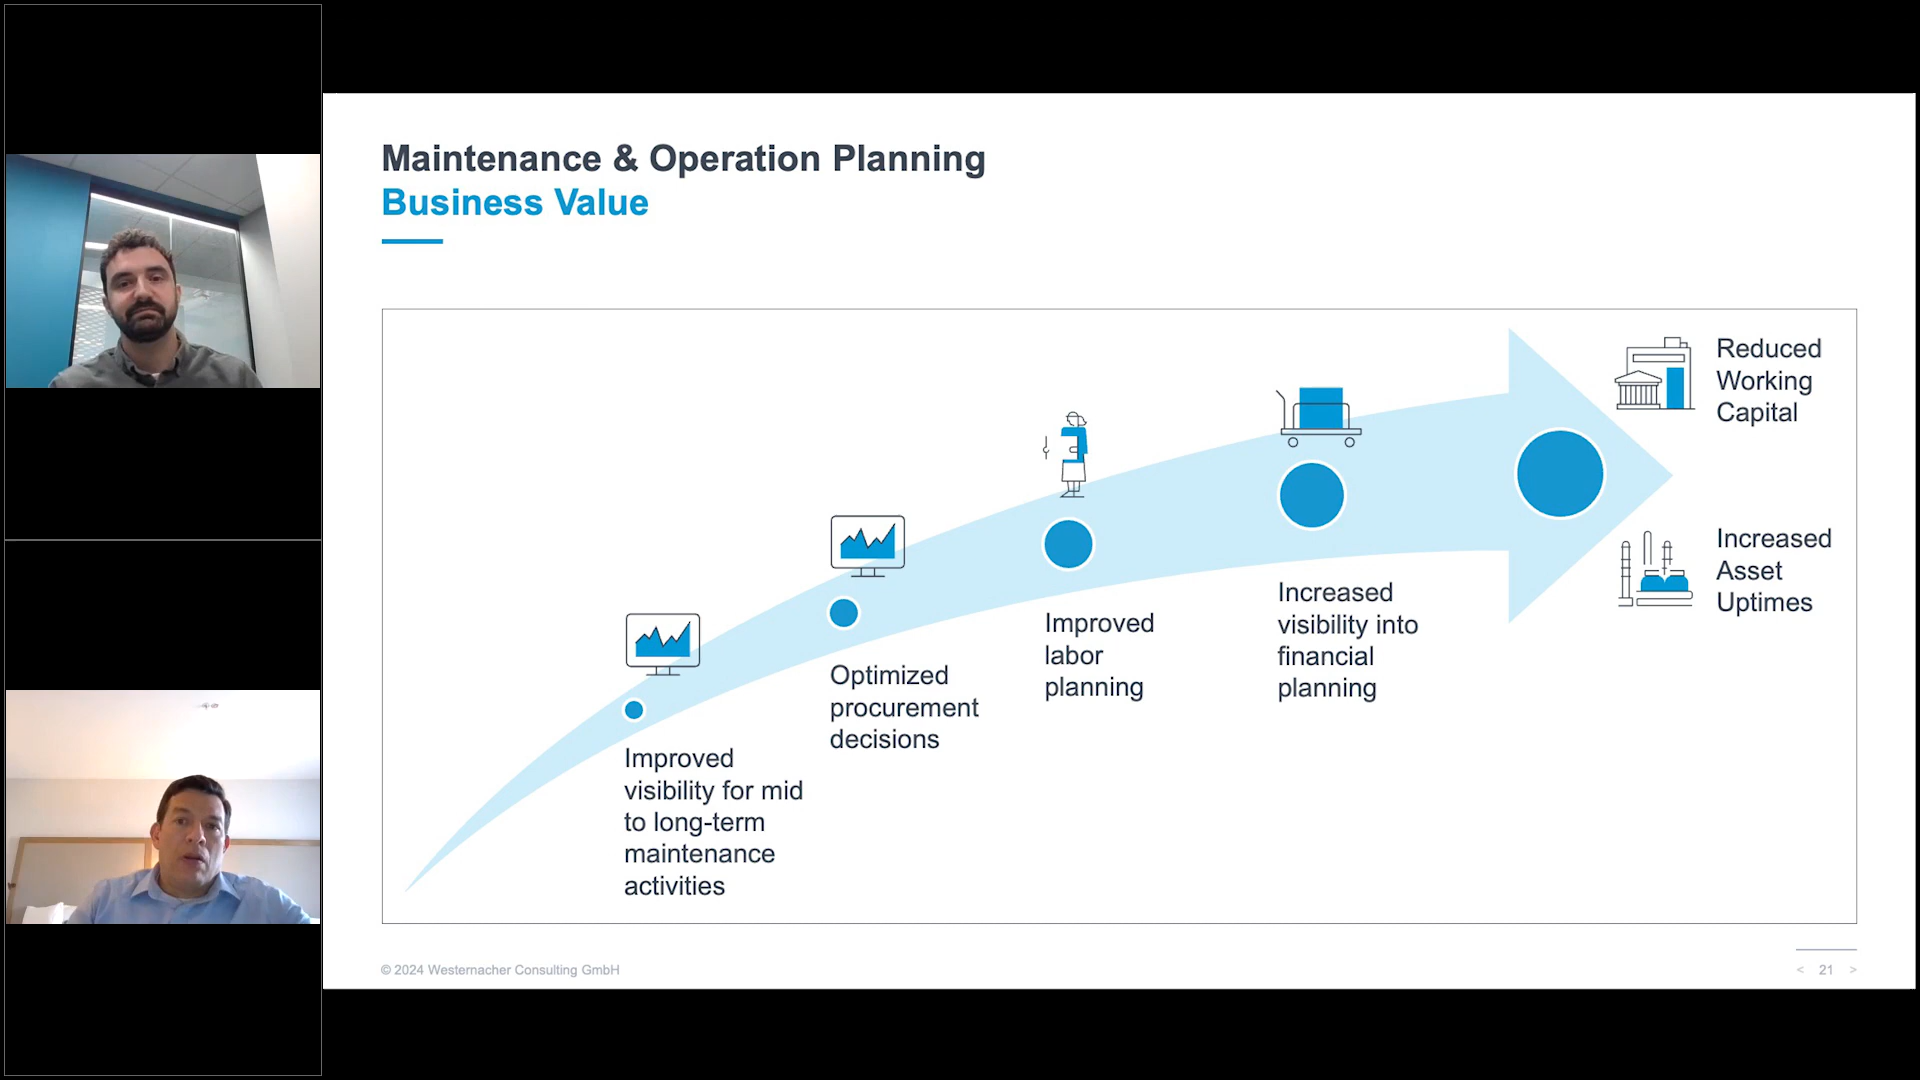 Maintenance & Operation Planning
Business Value
Improved
visibility for mid
to long-term
maintenance
activities
Optimized
procurement
decisions
Improved
labor
planning
Increased
visibility into
financial
planning
Reduced
Working
Capital
Increased
Asset
Uptimes
© 2024 Westernacher Consulting GmbH
< 21 >